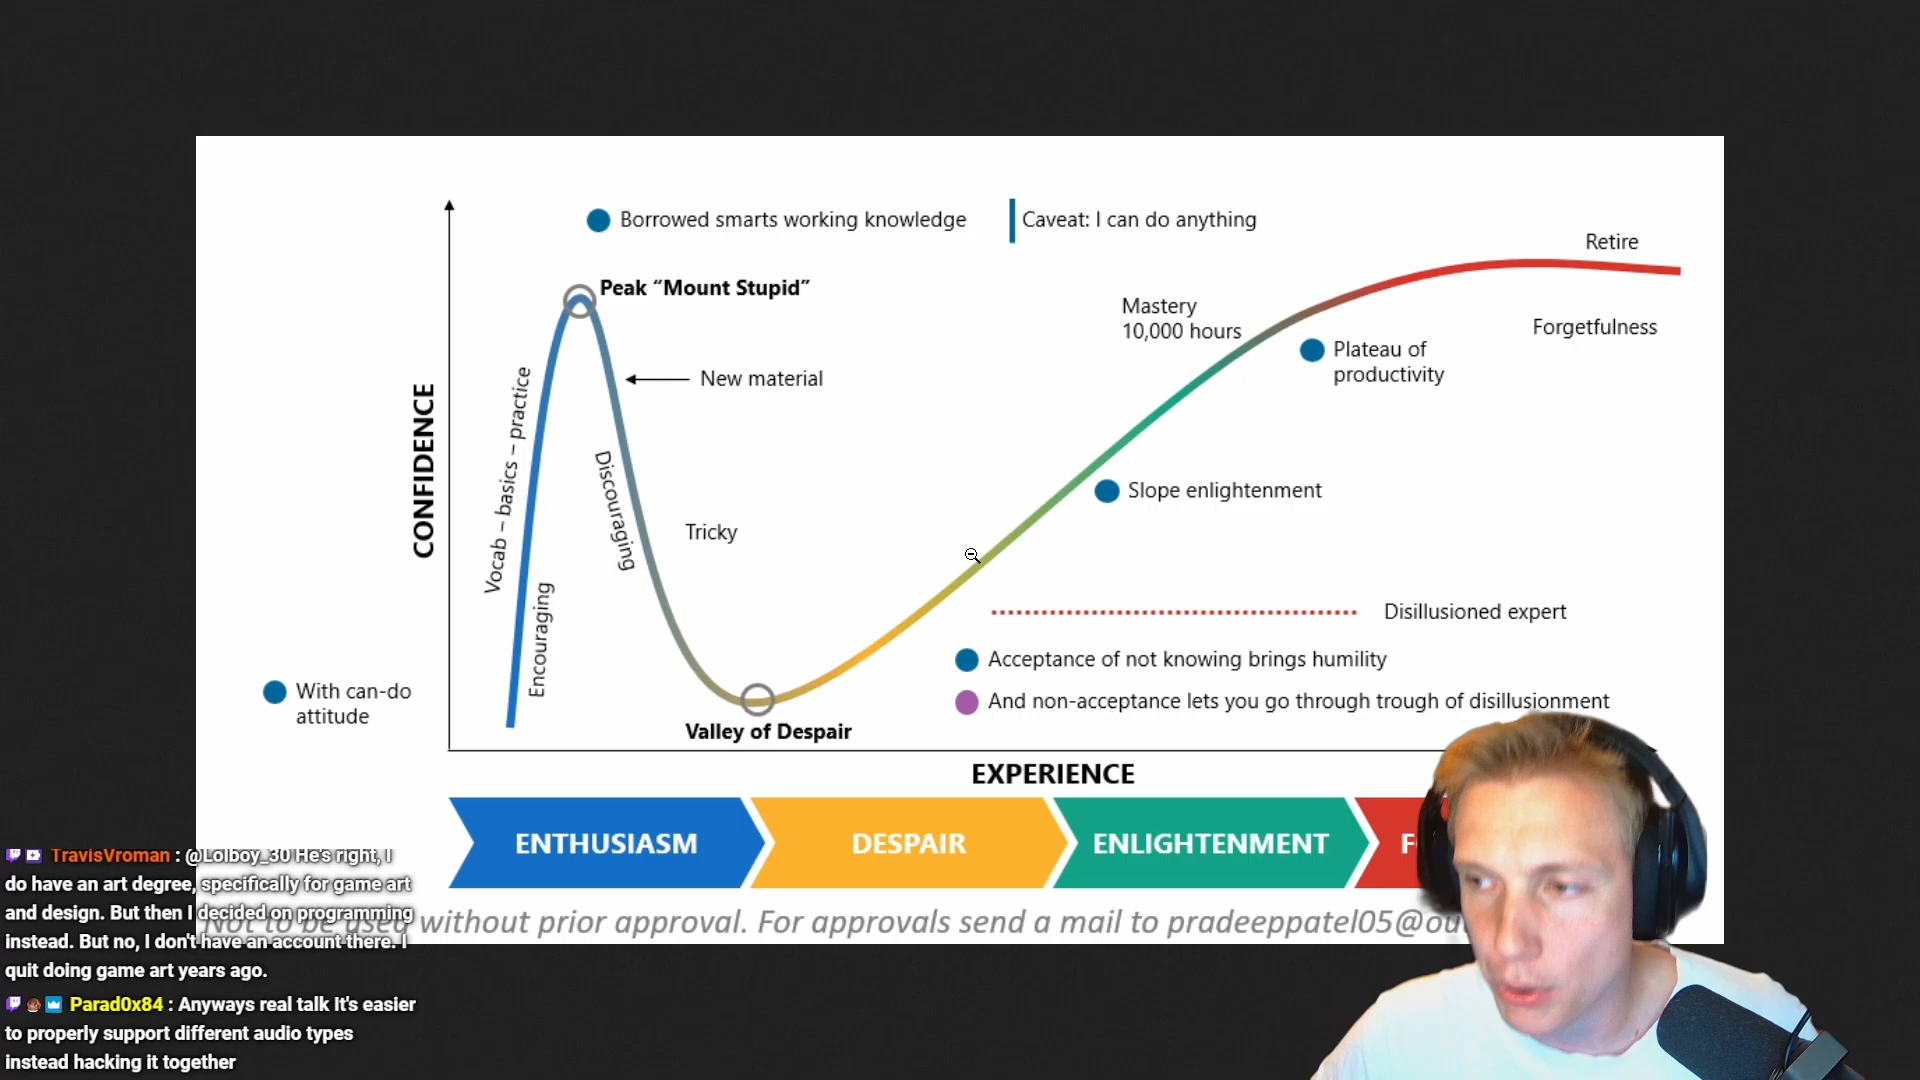 Borrowed smarts working knowledge
Caveat: I can do anything
Retire
Peak “Mount Stupid”
Mastery
10,000 hours
Forgetfulness
Plateau of
productivity
New material
Vocab – basics – practice
CONFIDENCE
Discouraging
Tricky
Slope enlightenment
Encouraging
Disillusioned expert
Acceptance of not knowing brings humility
With can-do
attitude
And non-acceptance lets you go through trough of disillusionment
Valley of Despair
EXPERIENCE
ENTHUSIASM
DESPAIR
ENLIGHTENMENT
Not to be used without prior approval. For approvals send a mail to pradeeppatel05@ou
TravisVroman : @Lolboy_30 He's right, I
do have an art degree, specifically for game art
and design. But then I decided on programming
instead. But no, I don't have an account there. I
quit doing game art years ago.
Parad0x84 : Anyways real talk It's easier
to properly support different audio types
instead hacking it together